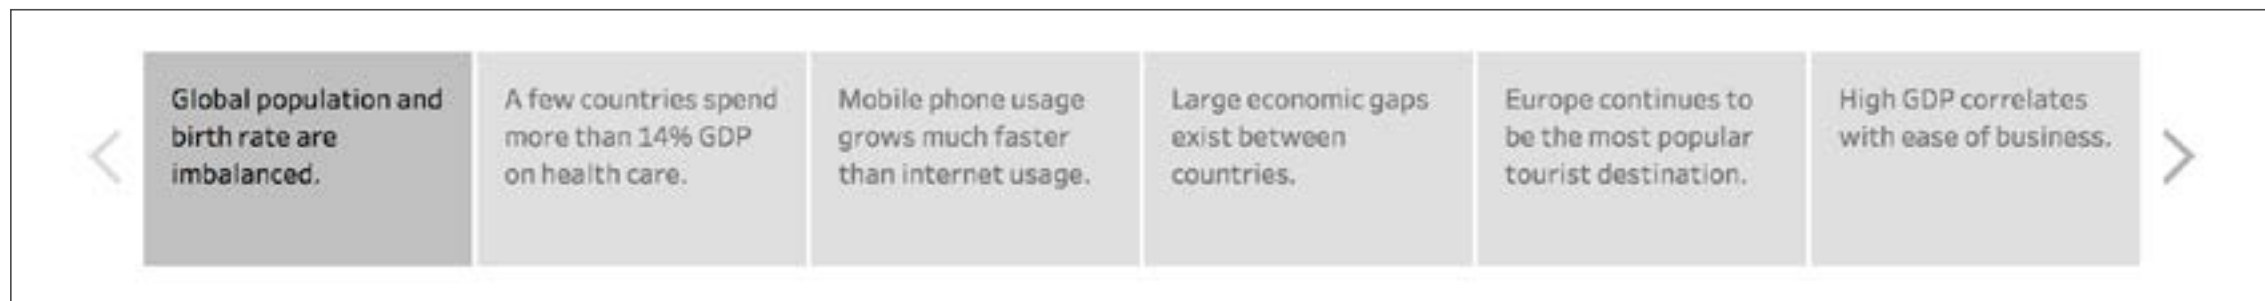 Global population and
birth rate are
imbalanced.
A few countries spend
more than 14% GDP
on health care.
Mobile phone usage
grows much faster
than internet usage.
Large economic gaps
exist between
countries.
Europe continues to
be the most popular
tourist destination.
High GDP correlates
with ease of business.